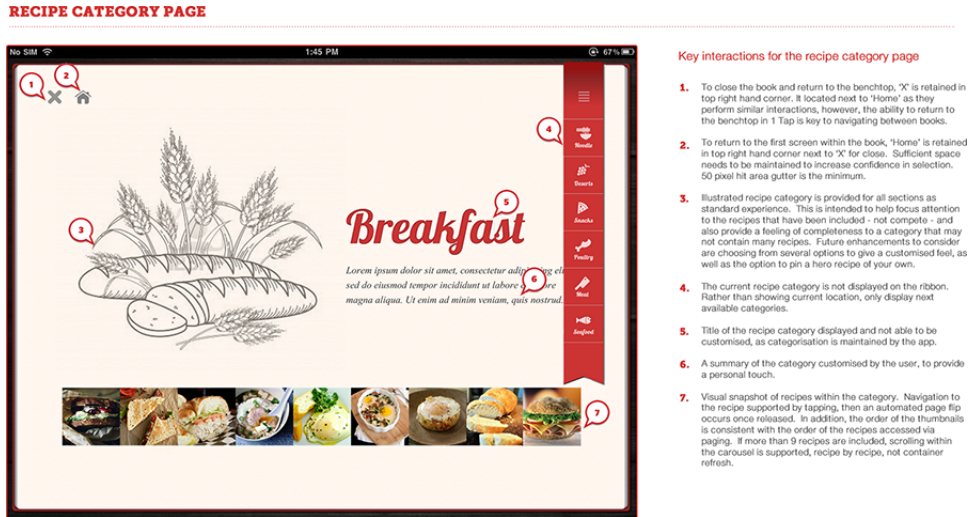 RECIPE CATEGORY PAGE
No SIM
1:45 PM
67%
1
2
3
4
5
6
7
Noodle
Deserts
Snacks
Poultry
Meat
Seafood
Breakfast
Lorem ipsum dolor sit amet, consectetur adipi ng eli
sed do eiusmod tempor incididunt ut labore re
magna aliqua. Ut enim ad minim veniam, quis nostrud,
Key interactions for the recipe category page
1. To close the book and return to the benchtop, 'X' is retained in
top right hand corner. It located next to 'Home' as they
perform similar interactions, however, the ability to return to
the benchtop in 1 Tap is key to navigating between books.
2. To return to the first screen within the book, 'Home' is retained
in top right hand corner next to 'X' for close. Sufficient space
needs to be maintained to increase confidence in selection.
50 pixel hit area gutter is the minimum.
3. Illustrated recipe category is provided for all sections as
standard experience. This is intended to help focus attention
to the recipes that have been included - not compete - and
also provide a feeling of completeness to a category that may
not contain many recipes. Future enhancements to consider
are choosing from several options to give a customised feel, as
well as the option to pin a hero recipe of your own.
4. The current recipe category is not displayed on the ribbon.
Rather than showing current location, only display next
available categories.
5. Title of the recipe category displayed and not able to be
customised, as categorisation is maintained by the app.
6. A summary of the category customised by the user, to provide
a personal touch.
7. Visual snapshot of recipes within the category. Navigation to
the recipe supported by tapping, then an automated page flip
occurs once released. In addition, the order of the thumbnails
is consistent with the order of the recipes accessed via
paging. If more than 9 recipes are included, scrolling within
the carousel is supported, recipe by recipe, not container
refresh.